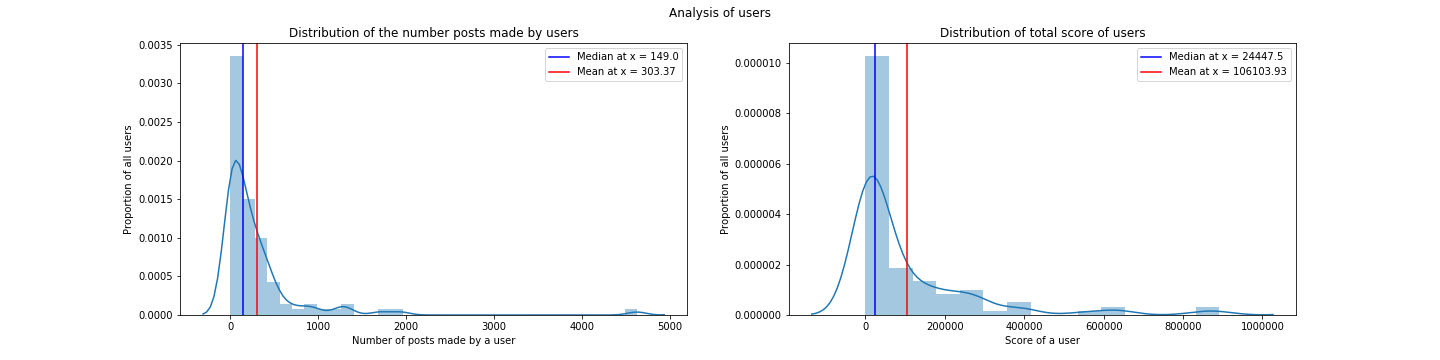 Analysis of users
Distribution of the number posts made by users
Median at x = 149.0
Mean at x = 303.37
0.0035
0.0030
0.0025
0.0020
0.0015
0.0010
0.0005
0.0000
Proportion of all users
0
1000
2000
3000
4000
5000
Number of posts made by a user
Distribution of total score of users
Median at x = 24447.5
Mean at x = 106103.93
0.000010
0.000008
0.000006
0.000004
0.000002
0.000000
Proportion of all users
0
200000
400000
600000
800000
1000000
Score of a user